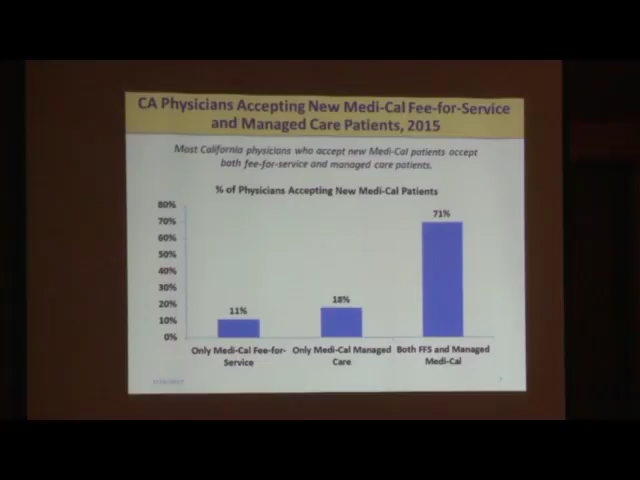 CA Physicians Accepting New Medi-Cal Fee-for-Service
and Managed Care Patients, 2015
Most California physicians who accept new Medi-Cal patients accept
both fee-for-service and managed care patients.
% of Physicians Accepting New Medi-Cal Patients
80%
70%
60%
50%
40%
30%
20%
10%
0%
11%
18%
71%
Only Medi-Cal Fee-for-
Service
Only Medi-Cal Managed
Care
Both FFS and Managed
Medi-Cal